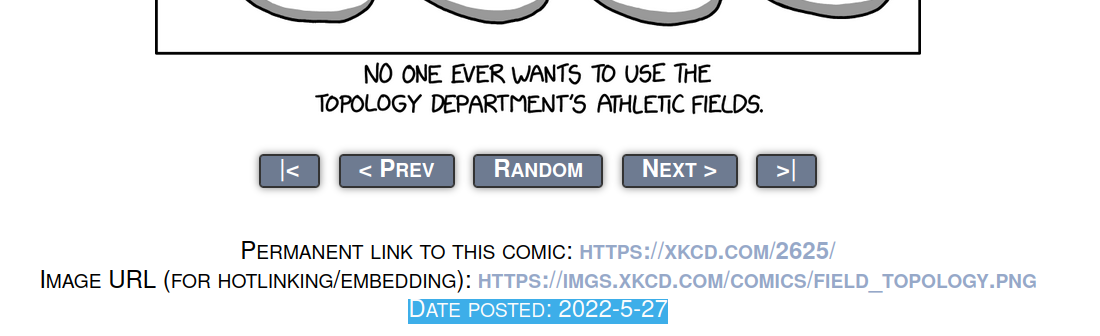 NO ONE EVER WANTS TO USE THE
TOPOLOGY DEPARTMENT'S ATHLETIC FIELDS.
|< < PREV RANDOM NEXT > >|
PERMANENT LINK TO THIS COMIC: HTTPS://XKCD.COM/2625/
IMAGE URL (FOR HOTLINKING/EMBEDDING): HTTPS://IMGS.XKCD.COM/COMICS/FIELD_TOPOLOGY.PNG
DATE POSTED: 2022-5-27